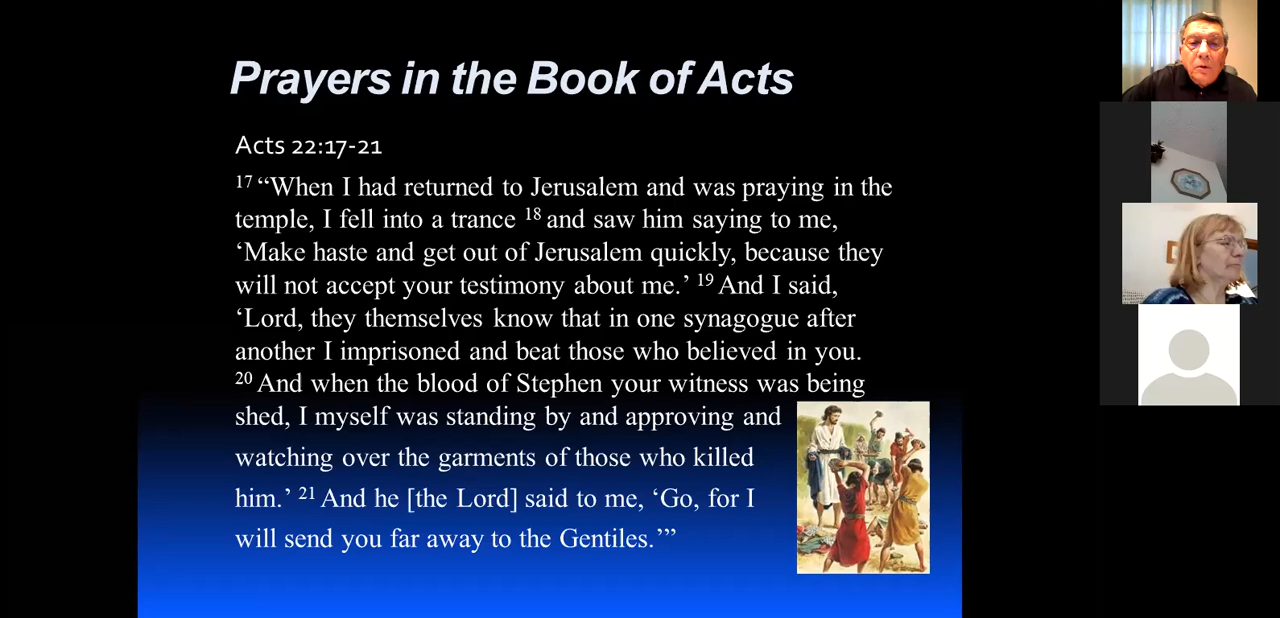 Prayers in the Book of Acts
Acts 22:17-21
17 “When I had returned to Jerusalem and was praying in the
temple, I fell into a trance 18 and saw him saying to me,
‘Make haste and get out of Jerusalem quickly, because they
will not accept your testimony about me.’ 19 And I said,
‘Lord, they themselves know that in one synagogue after
another I imprisoned and beat those who believed in you.
20 And when the blood of Stephen your witness was being
shed, I myself was standing by and approving and
watching over the garments of those who killed
him.’ 21 And he [the Lord] said to me, ‘Go, for I
will send you far away to the Gentiles.’”